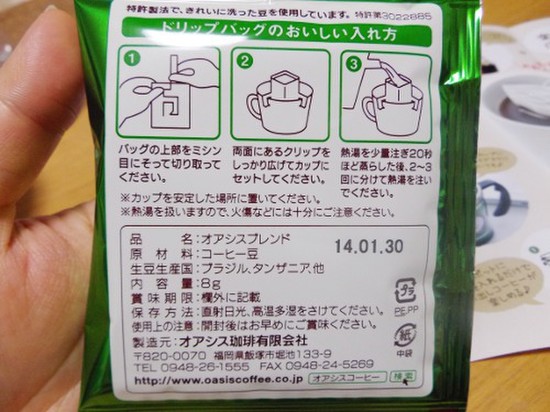 特許製法で、きれいに洗った豆を使用しています。特許第3022885
ドリップバッグのおいしい入れ方
1
2
3
バッグの上部をミシン
目にそって切り取って
ください。
両面にあるクリップを
しっかり広げてカップに
セットしてください。
熱湯を少量注ぎ20秒
ほど蒸らした後、2~3
回に分けて熱湯を注い
でください。
※カップを安定した場所に置いてください。
※熱湯を扱いますので、火傷などには十分にご注意ください。
品名:オアシスブレンド
14.01.30
原材料:コーヒー豆
生豆生産国:ブラジル、タンザニア、他
内容量:8g
賞味期限:欄外に記載
保存方法:直射日光、高温多湿をさけてください。
使用上の注意:開封後はお早めにご賞味ください。
プラ
PE,PP
紙
中袋
製造元:オアシス珈琲有限会社
〒820-0070 福岡県飯塚市堀池133-9
TEL 0948-26-1555 FAX 0948-24-5269
http://www.oasiscoffee.co.jp オアシスコーヒー 検索